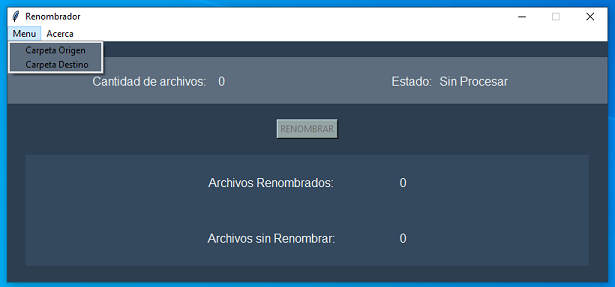 Renombrador
Menu Acerca
Carpeta Origen
Carpeta Destino
Cantidad de archivos: 0 Estado: Sin Procesar
RENOMBRAR
Archivos Renombrados: 0
Archivos sin Renombrar: 0